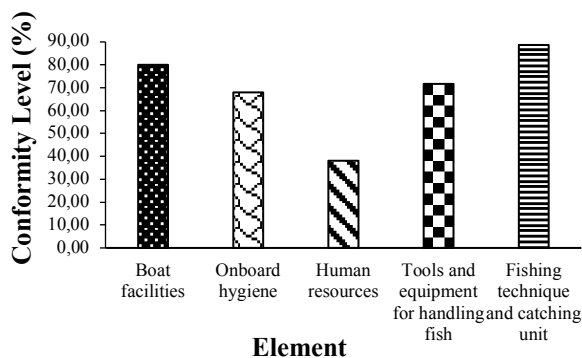 Conformity Level (%)
90,00
80,00
70,00
60,00
50,00
40,00
30,00
20,00
10,00
0,00
Boat
facilities
Onboard
hygiene
Human
resources
Tools and
equipment
for handling
fish
Fishing
technique
and catching
unit
Element